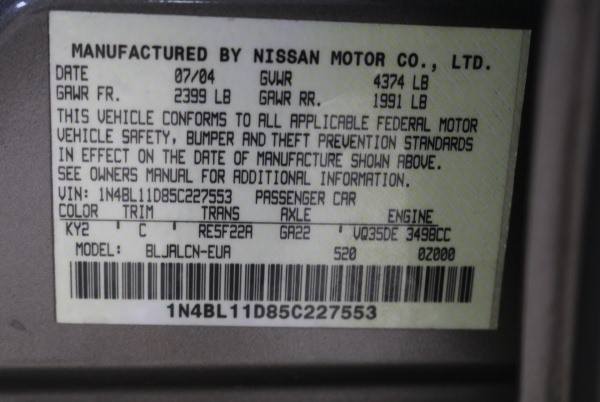 MANUFACTURED BY NISSAN MOTOR CO., LTD.
DATE 07/04 GVWR 4374 LB
GAWR FR. 2399 LB GAWR RR. 1991 LB
THIS VEHICLE CONFORMS TO ALL APPLICABLE FEDERAL MOTOR
VEHICLE SAFETY, BUMPER AND THEFT PREVENTION STANDARDS
IN EFFECT ON THE DATE OF MANUFACTURE SHOWN ABOVE.
SEE OWNERS MANUAL FOR ADDITIONAL INFORMATION.
VIN: 1N4BL11D85C227553 PASSENGER CAR
COLOR TRIM TRANS AXLE ENGINE
KY2 C RE5F22A GA22 VQ35DE 3498CC
MODEL: BLJALCN-EUA 520 0Z000
1N4BL11D85C227553